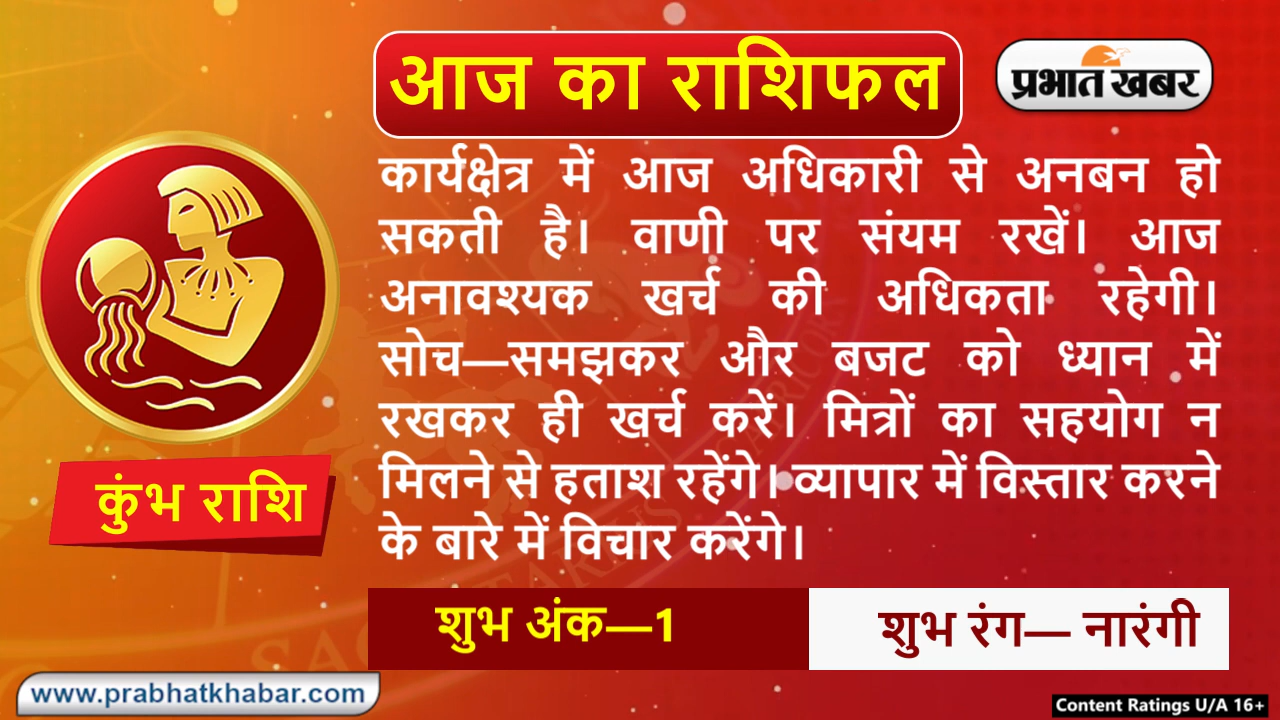 आज का राशिफल
प्रभात खबर
कार्यक्षेत्र में आज अधिकारी से अनबन हो
सकती है। वाणी पर संयम रखें। आज
अनावश्यक खर्च की अधिकता रहेगी।
सोच—समझकर और बजट को ध्यान में
रखकर ही खर्च करें। मित्रों का सहयोग न
मिलने से हताश रहेंगे। व्यापार में विस्तार करने
के बारे में विचार करेंगे।
कुंभ राशि
शुभ अंक—1
शुभ रंग— नारंगी
www.prabhatkhabar.com
Content Ratings U/A 16+